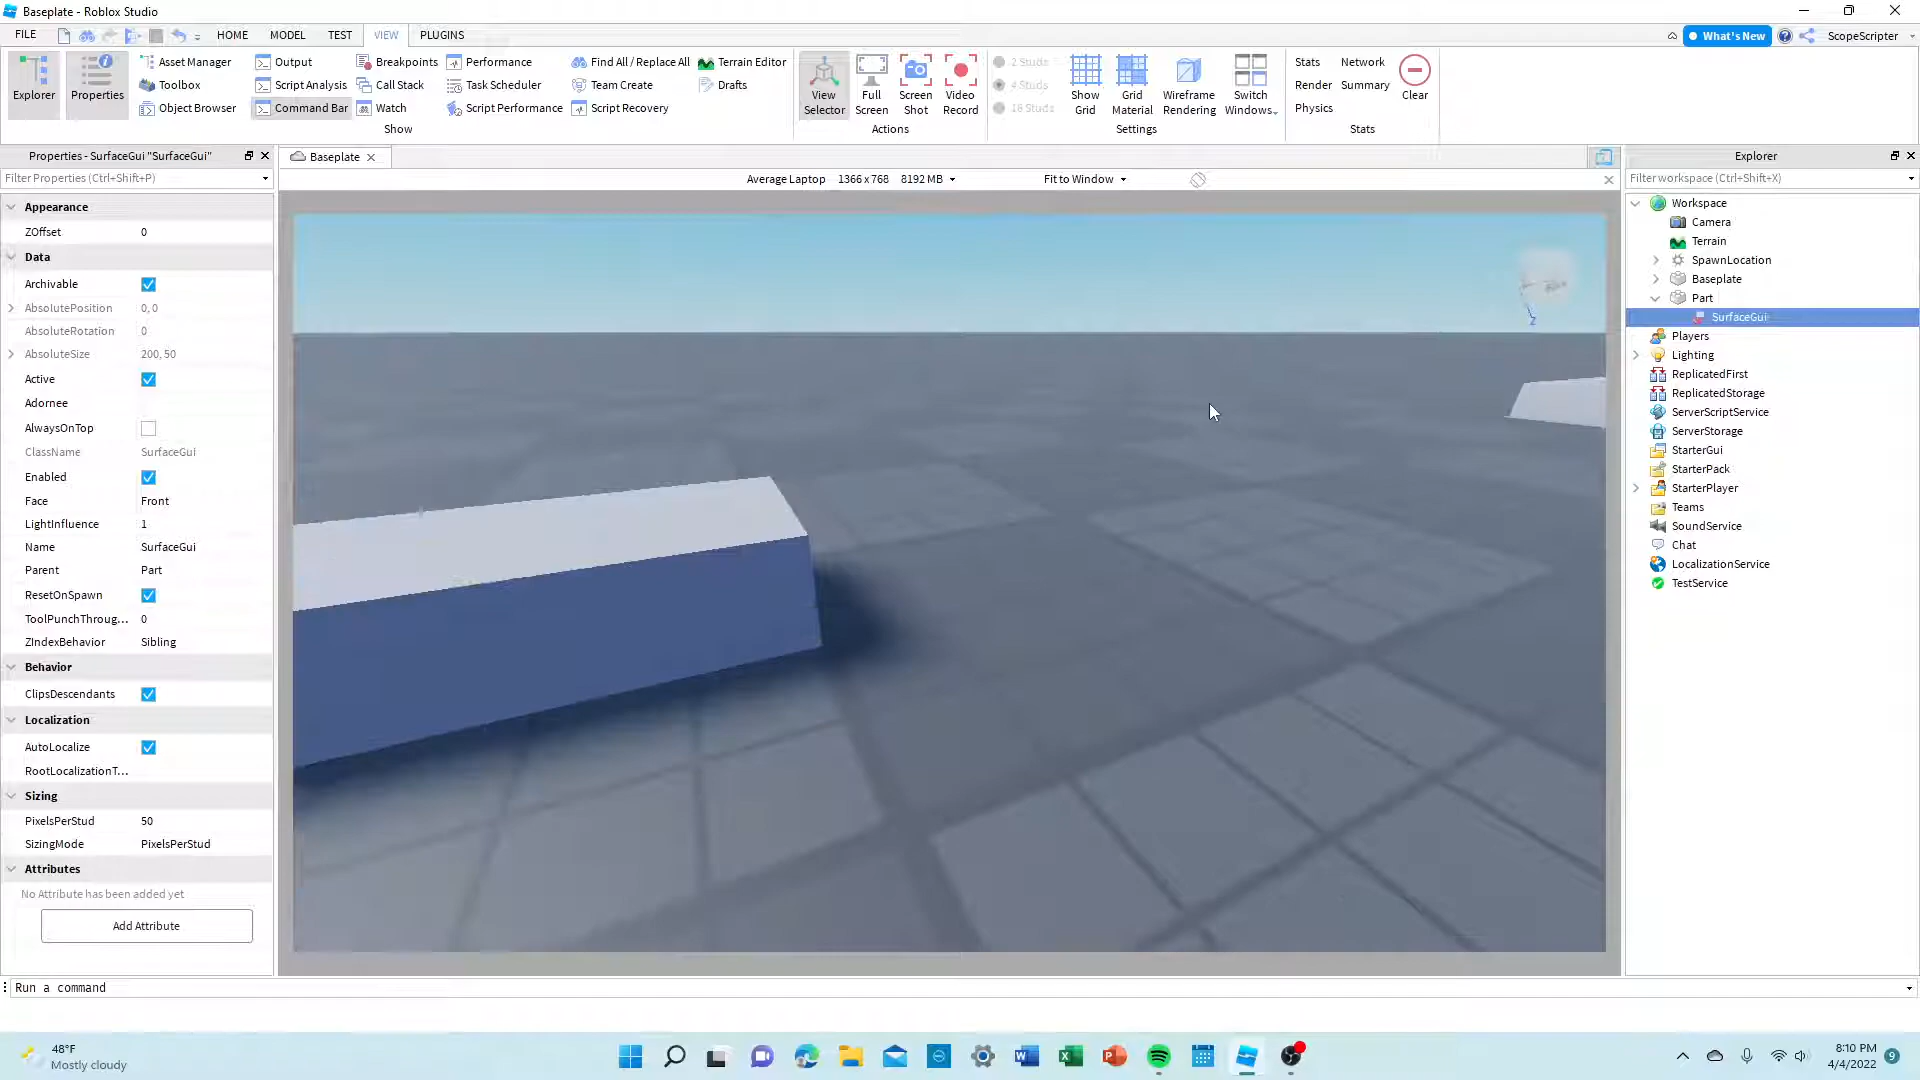 Baseplate - Roblox Studio
FILE HOME MODEL TEST VIEW PLUGINS What's New ScopeScripter
Explorer
Properties
Asset Manager
Toolbox
Object Browser
Output
Script Analysis
Command Bar
Breakpoints
Call Stack
Watch
Performance
Task Scheduler
Script Performance
Find All / Replace All
Team Create
Script Recovery
Terrain Editor
Drafts
Show
View
Selector
Full
Screen
Screen
Shot
Video
Record
Actions
2 Studs
4 Studs
18 Studs
Show
Grid
Grid
Material
Wireframe
Rendering
Switch
Windows
Settings
Stats
Render
Physics
Network
Summary
Clear
Stats
Properties - SurfaceGui "SurfaceGui"
Filter Properties (Ctrl+Shift+P)
Appearance
ZOffset 0
Data
Archivable
AbsolutePosition 0, 0
AbsoluteRotation 0
AbsoluteSize 200, 50
Active
Adornee
AlwaysOnTop
ClassName SurfaceGui
Enabled
Face Front
LightInfluence 1
Name SurfaceGui
Parent Part
ResetOnSpawn
ToolPunchThroug... 0
ZIndexBehavior Sibling
Behavior
ClipsDescendants
Localization
AutoLocalize
RootLocalizationT...
Sizing
PixelsPerStud 50
SizingMode PixelsPerStud
Attributes
No Attribute has been added yet
Add Attribute
Baseplate
Average Laptop 1366 x 768 8192 MB Fit to Window
Z
Explorer
Filter workspace (Ctrl+Shift+X)
Workspace
Camera
Terrain
SpawnLocation
Baseplate
Part
SurfaceGui
Players
Lighting
ReplicatedFirst
ReplicatedStorage
ServerScriptService
ServerStorage
StarterGui
StarterPack
StarterPlayer
Teams
SoundService
Chat
LocalizationService
TestService
Run a command
48°F
Mostly cloudy
8:10 PM
4/4/2022
9